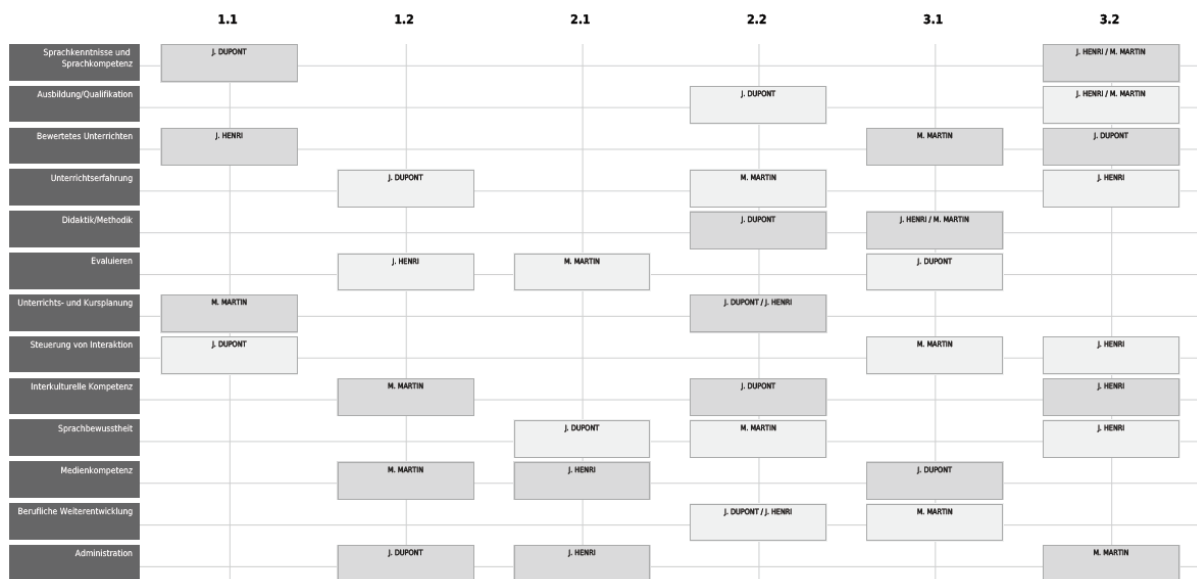 1.1 1.2 2.1 2.2 3.1 3.2
Sprachkenntnisse und
Sprachkompetenz
J. DUPONT J. HENRI / M. MARTIN
Ausbildung/Qualifikation J. DUPONT J. HENRI / M. MARTIN
Bewertetes Unterrichten J. HENRI M. MARTIN J. DUPONT
Unterrichtserfahrung J. DUPONT M. MARTIN J. HENRI
Didaktik/Methodik J. DUPONT J. HENRI / M. MARTIN
Evaluieren J. HENRI M. MARTIN J. DUPONT
Unterrichts- und Kursplanung M. MARTIN J. DUPONT / J. HENRI
Steuerung von Interaktion J. DUPONT M. MARTIN J. HENRI
Interkulturelle Kompetenz M. MARTIN J. DUPONT J. HENRI
Sprachbewusstheit J. DUPONT M. MARTIN J. HENRI
Medienkompetenz M. MARTIN J. HENRI J. DUPONT
Berufliche Weiterentwicklung J. DUPONT / J. HENRI M. MARTIN
Administration J. DUPONT J. HENRI M. MARTIN